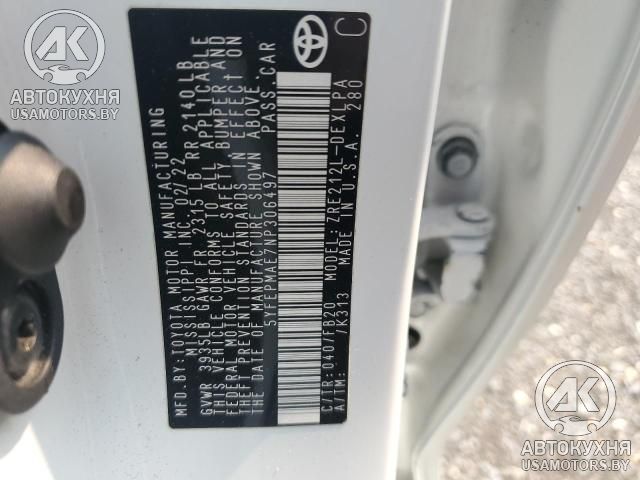 MFD.BY: TOYOTA MOTOR MANUFACTURING
MISSISSIPPI INC. 02/22
GVWR 3935LB GAWR FR 2315 LB RR 2140LB
THIS VEHICLE CONFORMS TO ALL APPLICABLE
FEDERAL MOTOR VEHICLE SAFETY, BUMPER AND
THEFT PREVENTION STANDARDS IN EFFECT ON
THE DATE OF MANUFACTURE SHOWN ABOVE.
5YFEPMAE7NP306497 PASS.CAR
C/TR: 040/FB20 MODEL: ZRE212L-DEXLPA
A/TM: /K313 MADE IN U.S.A. 280
C
AK
АВТОКУХНЯ
USAMOTORS.BY
AK
АВТОКУХНЯ
USAMOTORS.BY